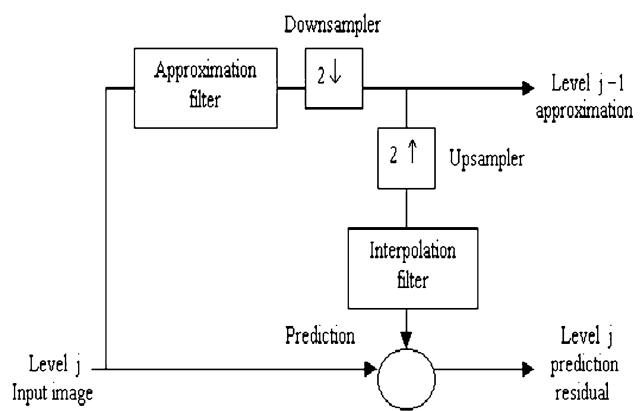 Downsampler
Approximation
filter
2↓
Level j-1
approximation
2 ↑
Upsampler
Interpolation
filter
Prediction
Level j
Input image
Level j
prediction
residual